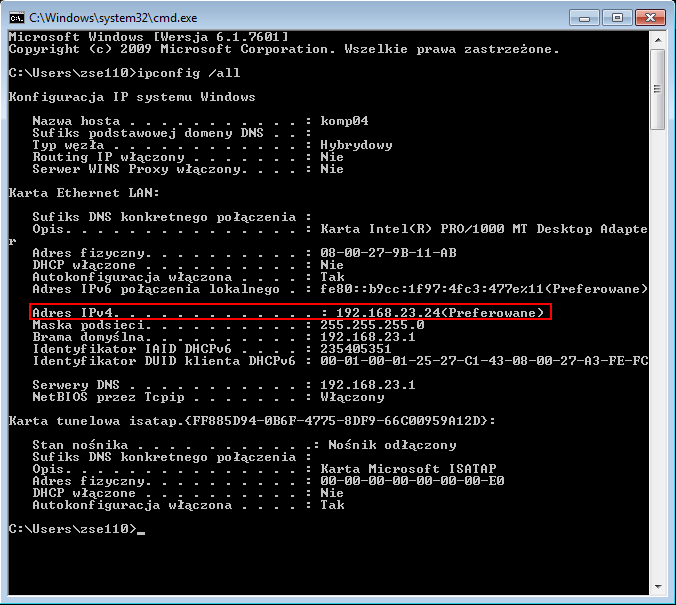 C:\Windows\system32\cmd.exe
Microsoft Windows [Wersja 6.1.7601]
Copyright (c) 2009 Microsoft Corporation. Wszelkie prawa zastrzeżone.
C:\Users\zse110>ipconfig /all
Konfiguracja IP systemu Windows
Nazwa hosta . . . . . . . . . . . : komp04
Sufiks podstawowej domeny DNS . . :
Typ węzła . . . . . . . . . . . . : Hybrydowy
Routing IP włączony . . . . . . . : Nie
Serwer WINS Proxy włączony. . . . : Nie
Karta Ethernet LAN:
Sufiks DNS konkretnego połączenia :
Opis. . . . . . . . . . . . . . . : Karta Intel(R) PRO/1000 MT Desktop Adapte
r
Adres fizyczny. . . . . . . . . . : 08-00-27-9B-11-AB
DHCP włączone . . . . . . . . . . : Nie
Autokonfiguracja włączona . . . . : Tak
Adres IPv6 połączenia lokalnego . : fe80::b9cc:1f97:4fc3:477e%11(Preferowane)
Adres IPv4. . . . . . . . . . . . . : 192.168.23.24(Preferowane)
Maska podsieci. . . . . . . . . . : 255.255.255.0
Brama domyślna. . . . . . . . . . : 192.168.23.1
Identyfikator IAID DHCPv6 . . . . : 235405351
Identyfikator DUID klienta DHCPv6 : 00-01-00-01-25-27-C1-43-08-00-27-A3-FE-FC
Serwery DNS . . . . . . . . . . . : 192.168.23.1
NetBIOS przez Tcpip . . . . . . . : Włączony
Karta tunelowa isatap.{FF885D94-0B6F-4775-8DF9-66C00959A12D}:
Stan nośnika . . . . . . . . . . .: Nośnik odłączony
Sufiks DNS konkretnego połączenia :
Opis. . . . . . . . . . . . . . . : Karta Microsoft ISATAP
Adres fizyczny. . . . . . . . . . : 00-00-00-00-00-00-00-E0
DHCP włączone . . . . . . . . . . : Nie
Autokonfiguracja włączona . . . . : Tak
C:\Users\zse110>_